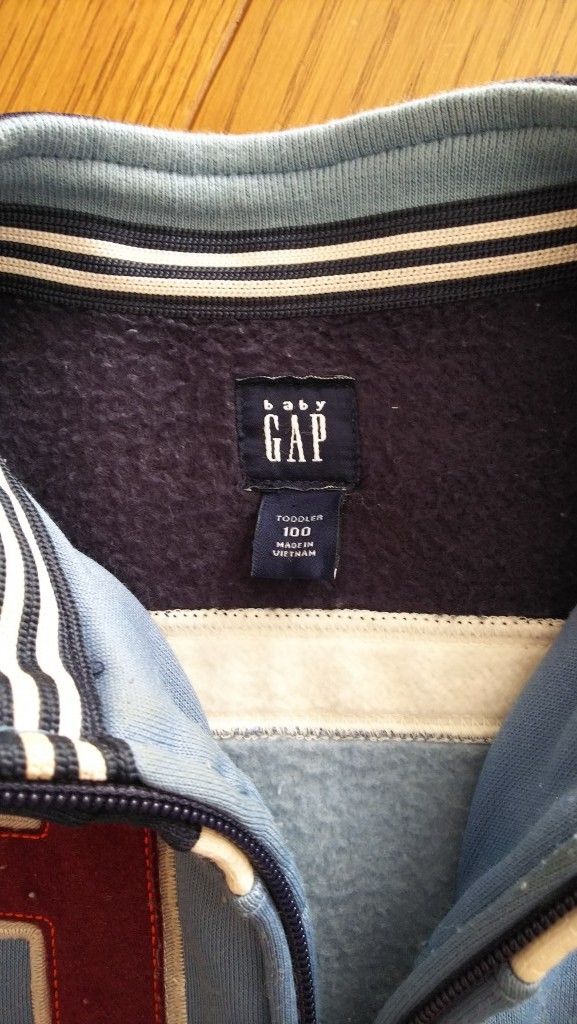 baby
GAP
TODDLER
100
MADE IN
VIETNAM